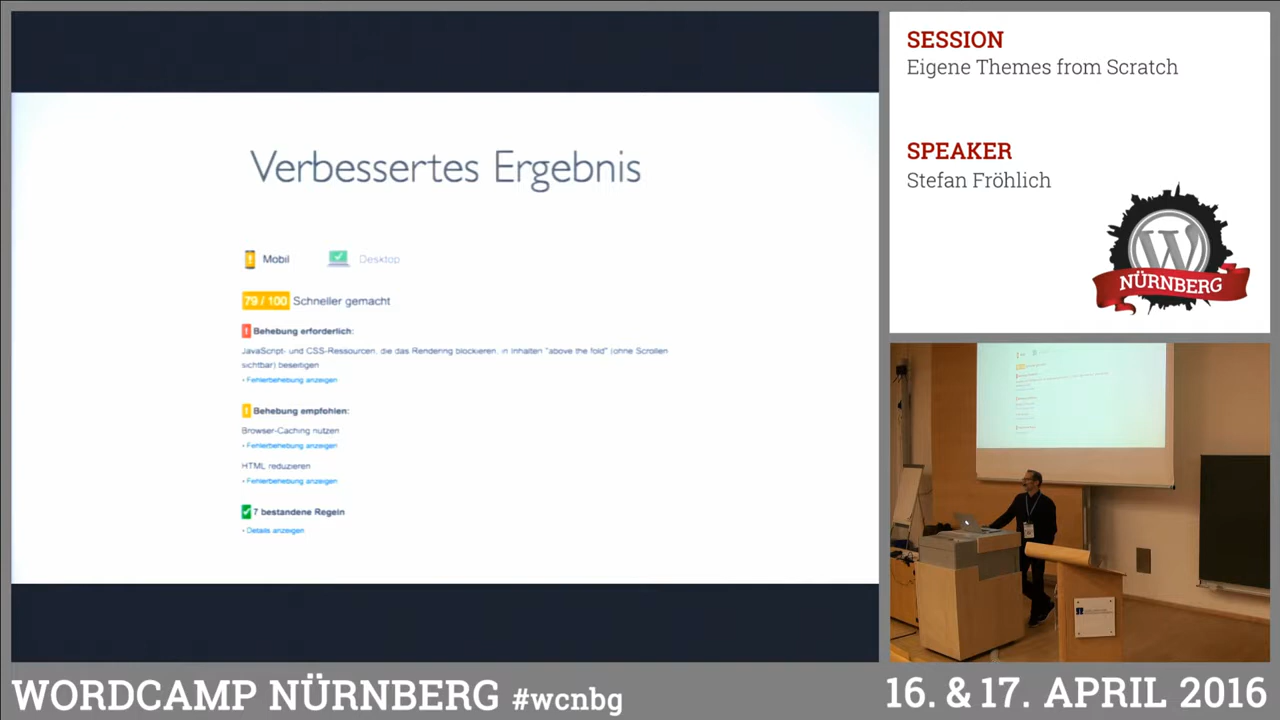 Verbessertes Ergebnis
Mobil
Desktop
79 / 100 Schneller gemacht
! Behebung erforderlich:
JavaScript- und CSS-Ressourcen, die das Rendering blockieren, in Inhalten "above the fold" (ohne Scrollen
sichtbar) beseitigen
Fehlerbehebung anzeigen
! Behebung empfohlen:
Browser-Caching nutzen
Fehlerbehebung anzeigen
HTML reduzieren
Fehlerbehebung anzeigen
7 bestandene Regeln
Details anzeigen
SESSION
Eigene Themes from Scratch
SPEAKER
Stefan Fröhlich
NÜRNBERG
WORDCAMP NÜRNBERG #wcnbg
16. & 17. APRIL 2016